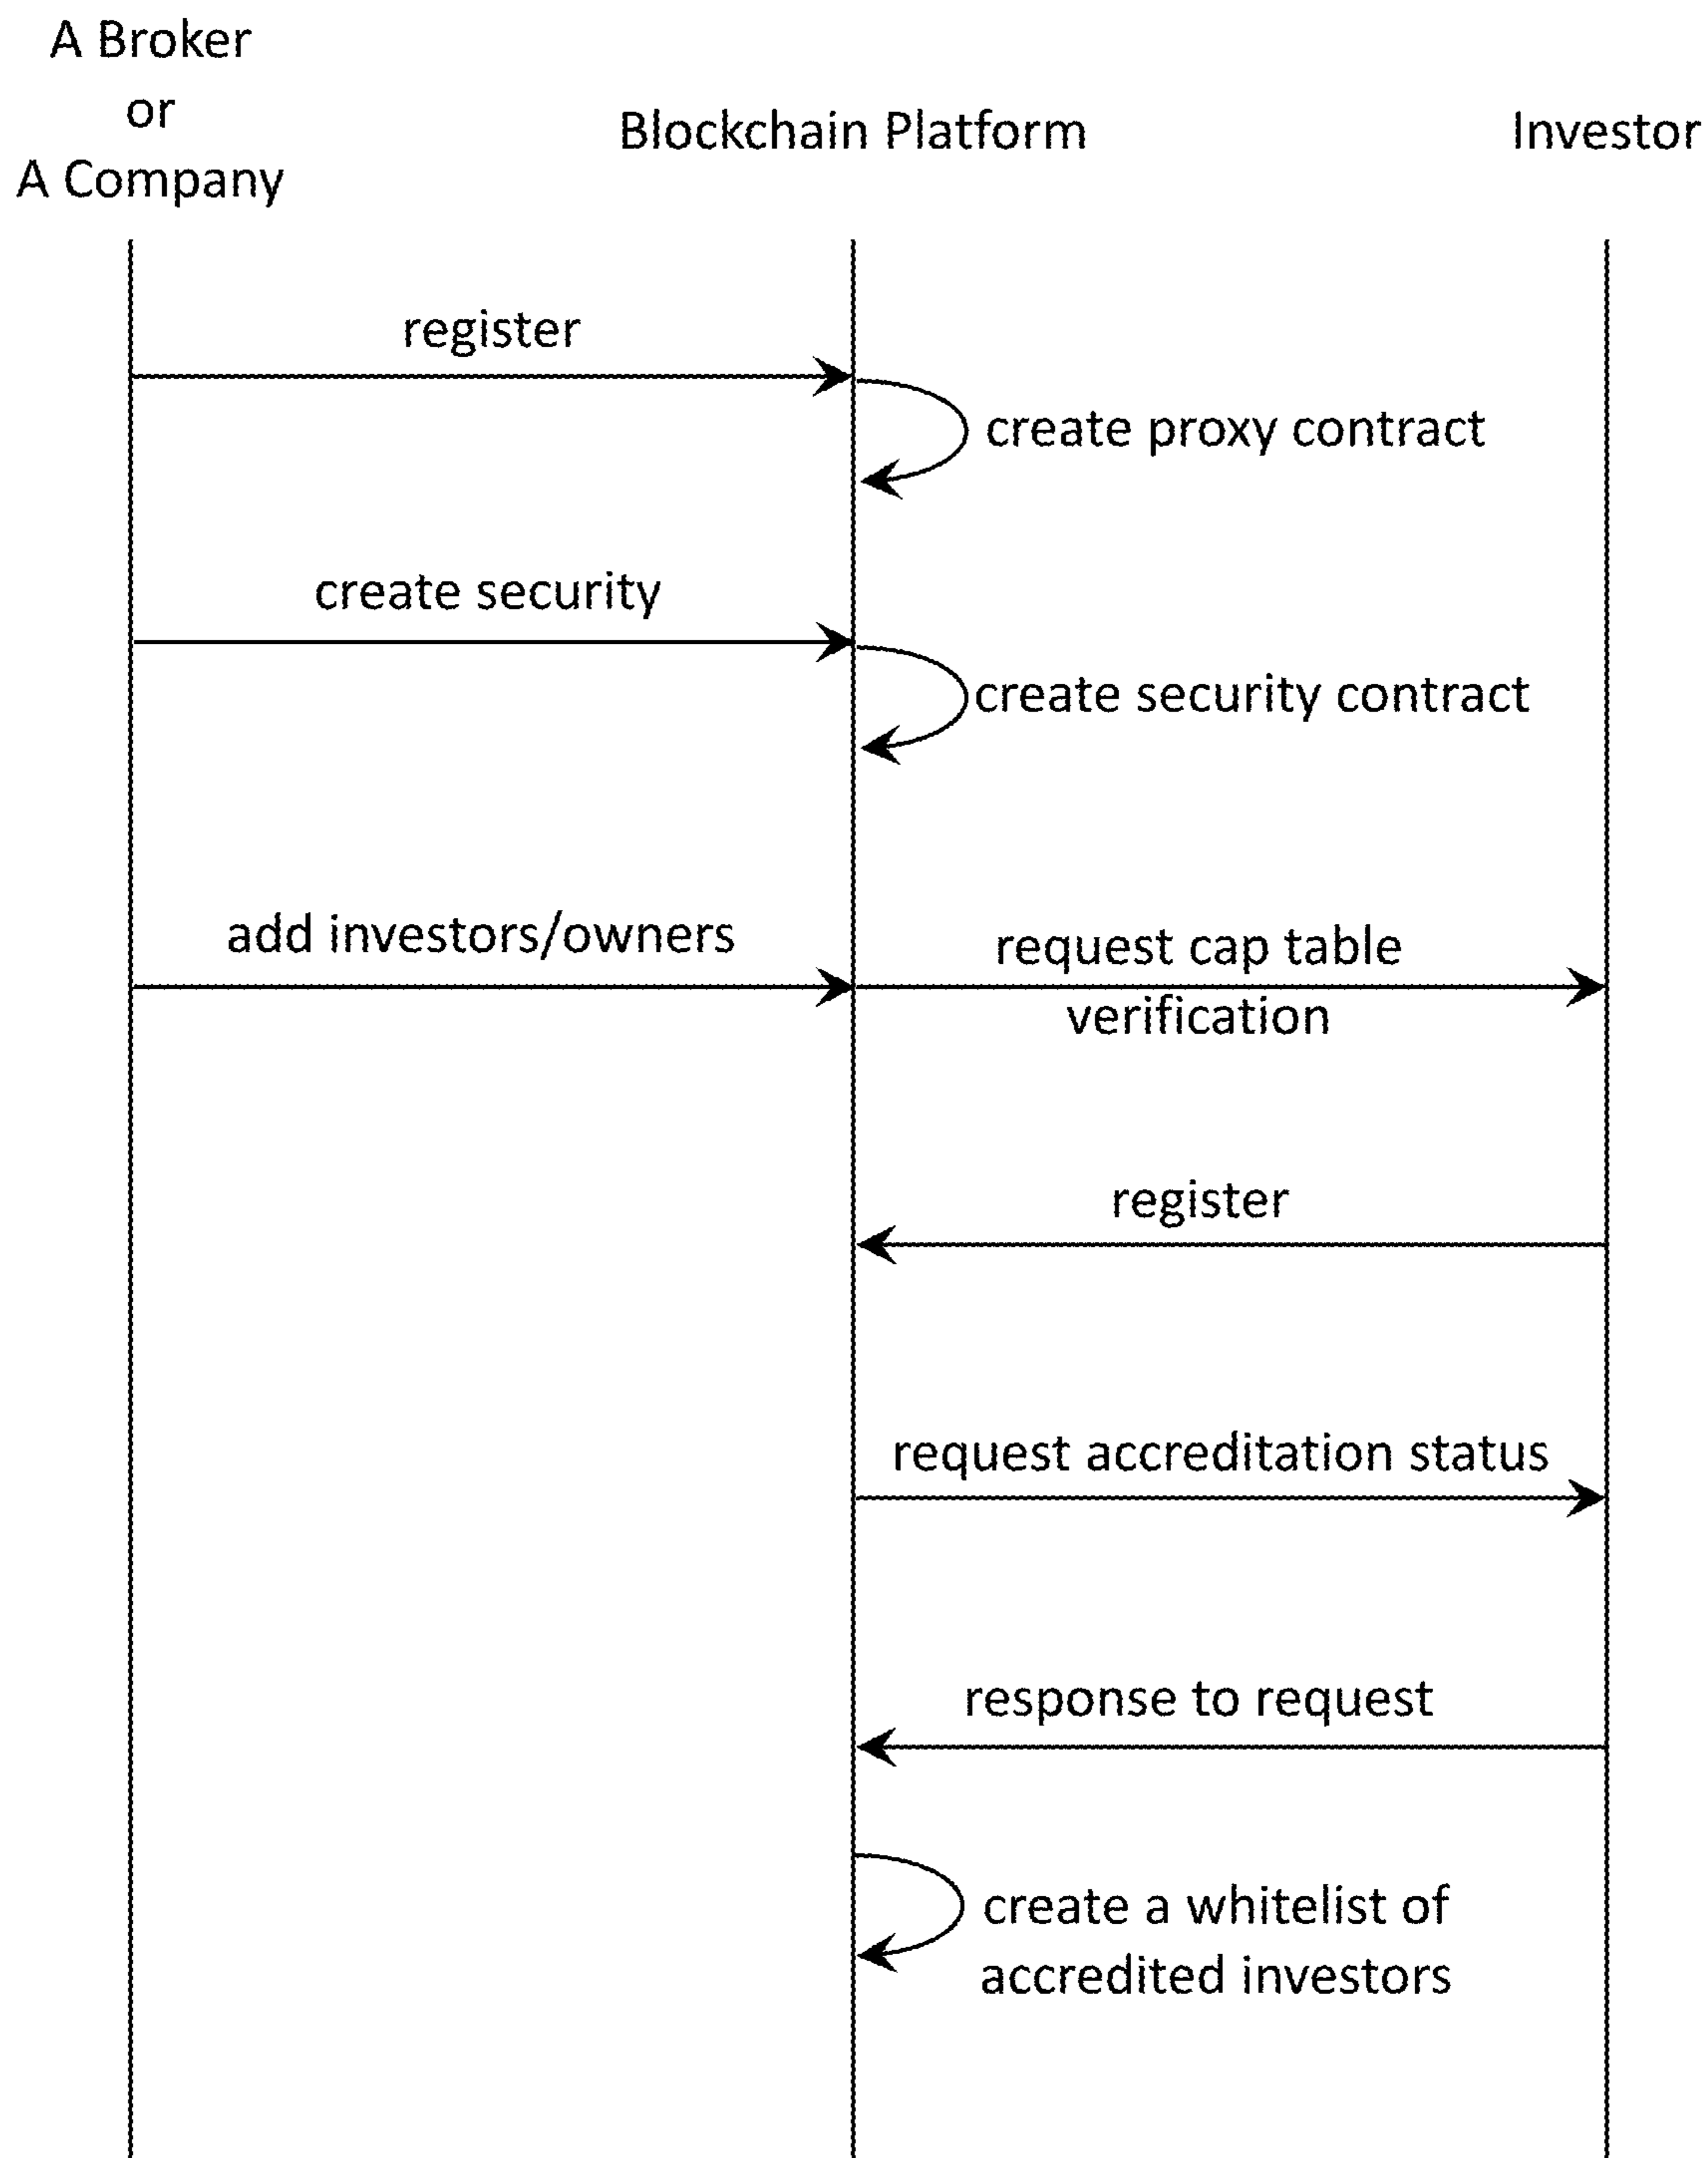 A Broker
or
A Company
Blockchain Platform
Investor
register
create proxy contract
create security
create security contract
add investors/owners
request cap table
verification
register
request accreditation status
response to request
create a whitelist of
accredited investors